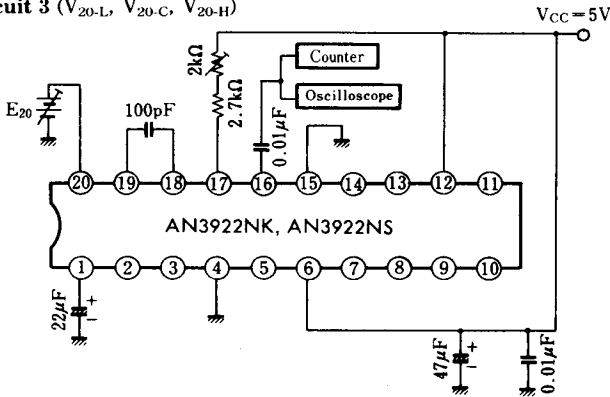 cuit 3 (V20-L, V20-C, V20-H)
VCC=5V
2kΩ
2.7kΩ
Counter
Oscilloscope
E20
100pF
0.01µF
20 19 18 17 16 15 14 13 12 11
AN3922NK, AN3922NS
1 2 3 4 5 6 7 8 9 10
22µF
+
-
47µF
+
-
0.01µF